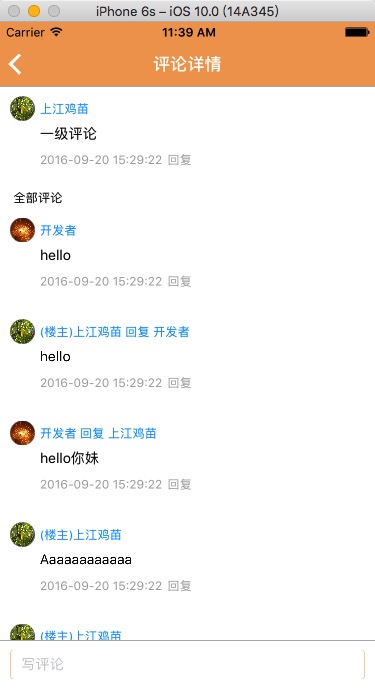 iPhone 6s – iOS 10.0 (14A345)
Carrier 11:39 AM
评论详情
上江鸡苗
一级评论
2016-09-20 15:29:22 回复
全部评论
开发者
hello
2016-09-20 15:29:22 回复
(楼主)上江鸡苗 回复 开发者
hello
2016-09-20 15:29:22 回复
开发者 回复 上江鸡苗
hello你妹
2016-09-20 15:29:22 回复
(楼主)上江鸡苗
Aaaaaaaaaaaa
2016-09-20 15:29:22 回复
(楼主)上江鸡苗
写评论